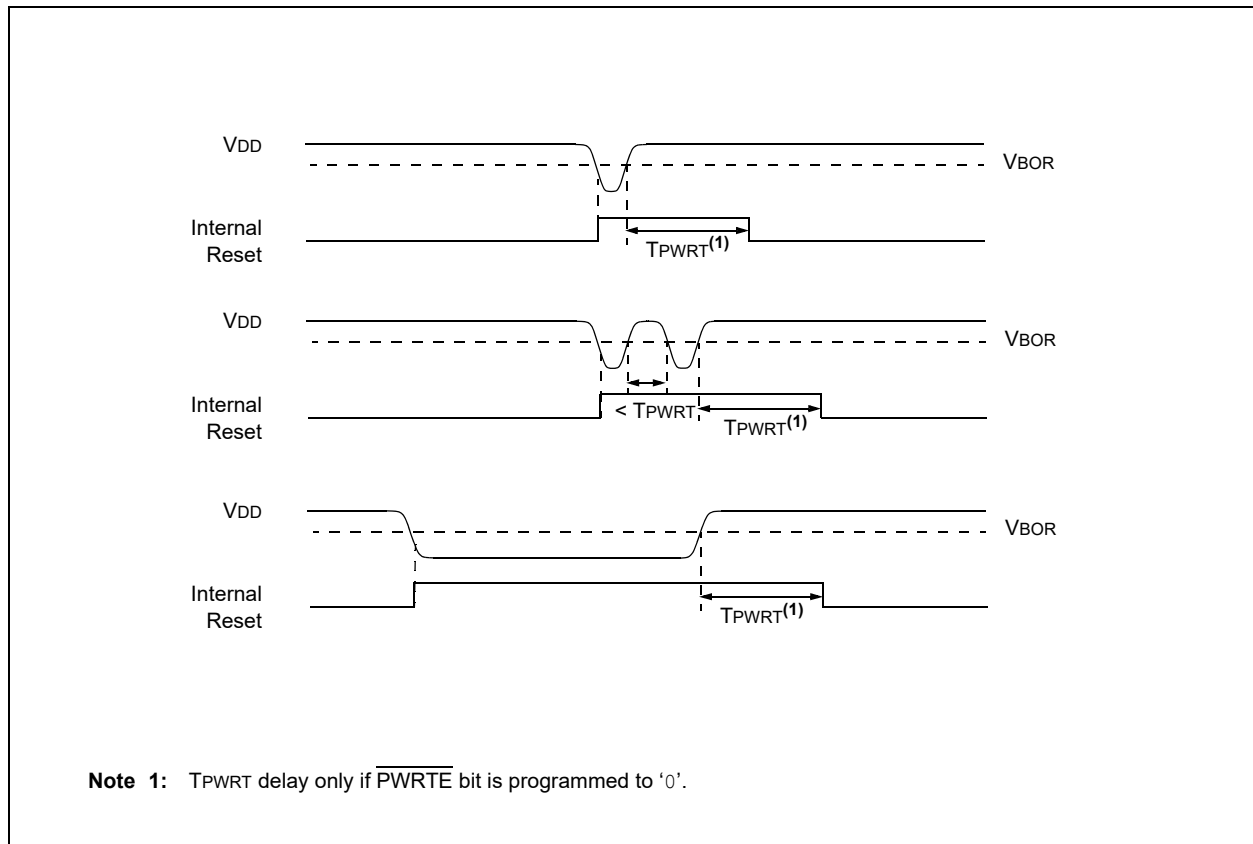 VDD
VBOR
Internal
Reset
TPWRT(1)
VDD
VBOR
Internal
Reset
< TPWRT
TPWRT(1)
VDD
VBOR
Internal
Reset
TPWRT(1)
Note 1: TPWRT delay only if PWRTE bit is programmed to ‘0’.